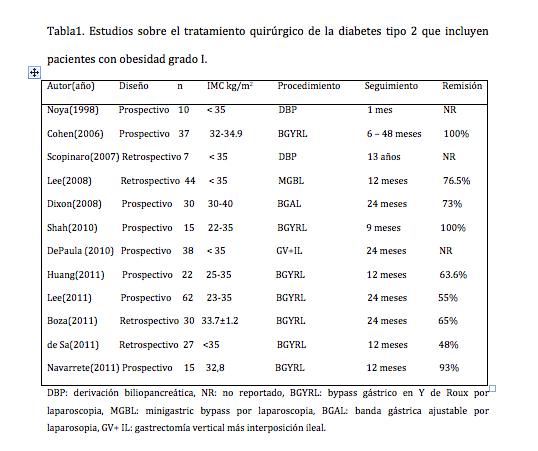 Tabla1. Estudios sobre el tratamiento quirúrgico de la diabetes tipo 2 que incluyen
pacientes con obesidad grado I.
Autor(año) Diseño n IMC kg/m² Procedimiento Seguimiento Remisión
Noya(1998) Prospectivo 10 < 35 DBP 1 mes NR
Cohen(2006) Prospectivo 37 32-34.9 BGYRL 6 – 48 meses 100%
Scopinaro(2007) Retrospectivo 7 < 35 DBP 13 años NR
Lee(2008) Retrospectivo 44 < 35 MGBL 12 meses 76.5%
Dixon(2008) Prospectivo 30 30-40 BGAL 24 meses 73%
Shah(2010) Prospectivo 15 22-35 BGYRL 9 meses 100%
DePaula (2010) Prospectivo 38 < 35 GV+IL 24 meses NR
Huang(2011) Prospectivo 22 25-35 BGYRL 12 meses 63.6%
Lee(2011) Prospectivo 62 23-35 BGYRL 24 meses 55%
Boza(2011) Retrospectivo 30 33.7±1.2 BGYRL 24 meses 65%
de Sa(2011) Retrospectivo 27 <35 BGYRL 12 meses 48%
Navarrete(2011) Prospectivo 15 32,8 BGYRL 12 meses 93%
DBP: derivación biliopancreática, NR: no reportado, BGYRL: bypass gástrico en Y de Roux por
laparoscopia, MGBL: minigastric bypass por laparoscopia, BGAL: banda gástrica ajustable por
laparosopia, GV+ IL: gastrectomía vertical más interposición ileal.